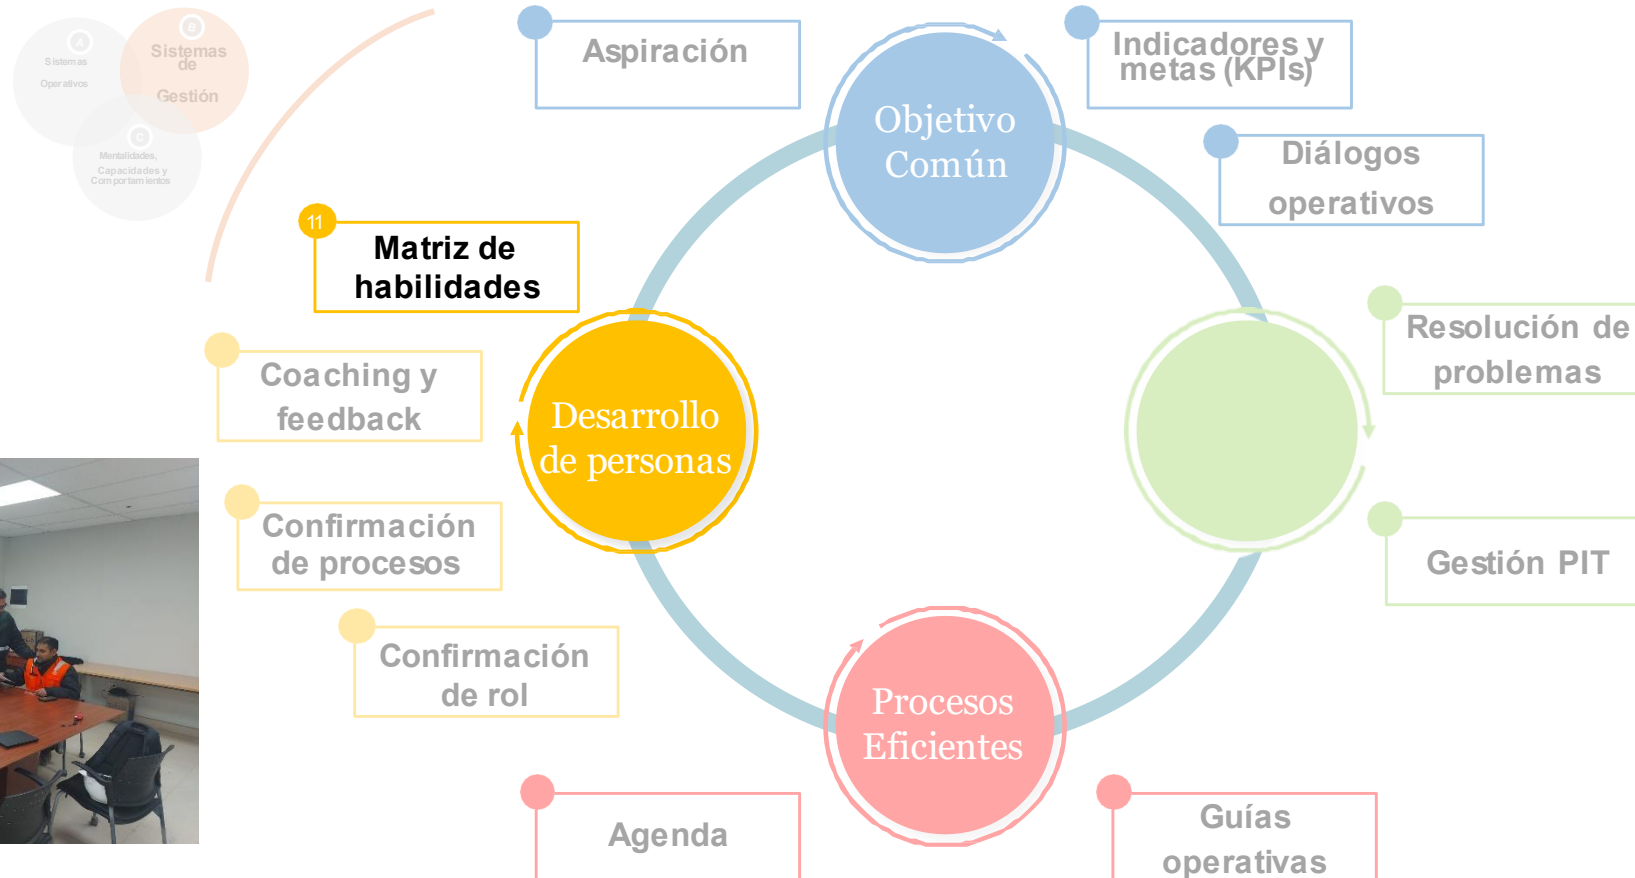 A
Sistemas
Operativos
B
Sistemas
de
Gestión
C
Mentalidades,
Capacidades y
Comportamientos
Aspiración
Objetivo
Común
Indicadores y
metas (KPIs)
Diálogos
operativos
11
Matriz de
habilidades
Coaching y
feedback
Desarrollo
de personas
Confirmación
de procesos
Confirmación
de rol
Resolución de
problemas
Gestión PIT
Procesos
Eficientes
Agenda
Guías
operativas